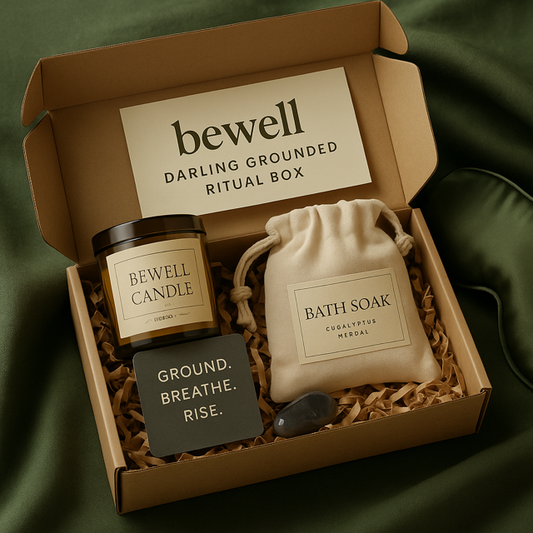 bewell
DARLING GROUNDED
RITUAL BOX
BEWELL
CANDLE
BATH SOAK
CUGALYPTUS
MEROAL
GROUND.
BREATHE.
RISE.